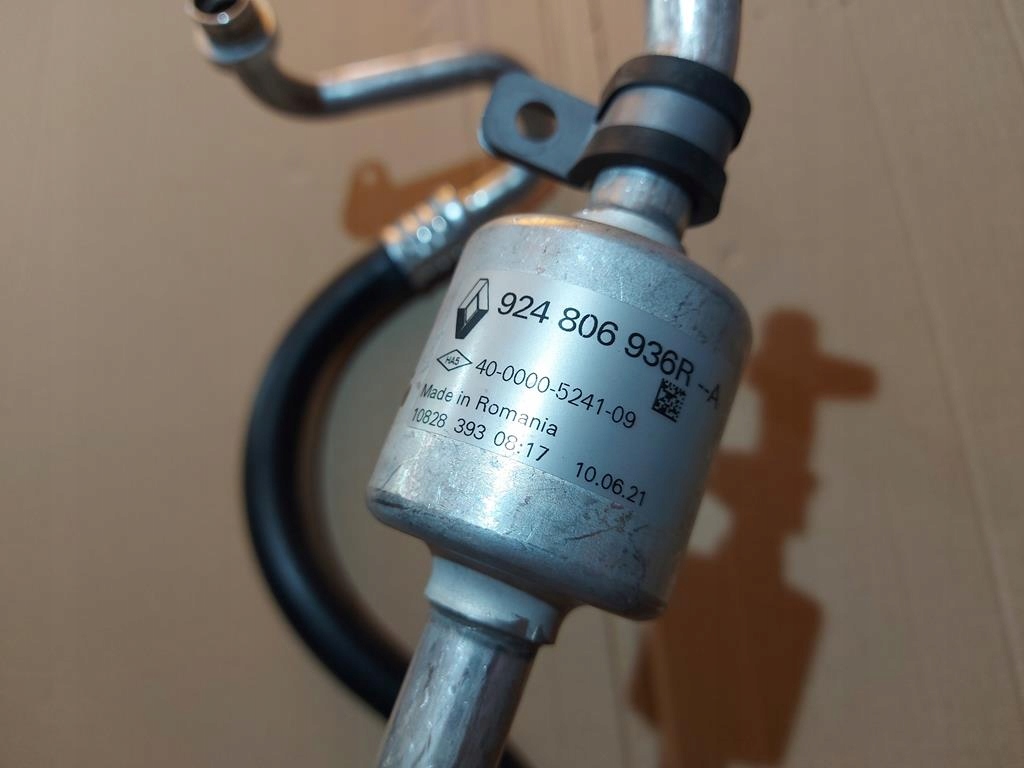 924 806 936R --A
HA5 40-0000-5241-09
Made in Romania
10828 393 08:17 10.06.21